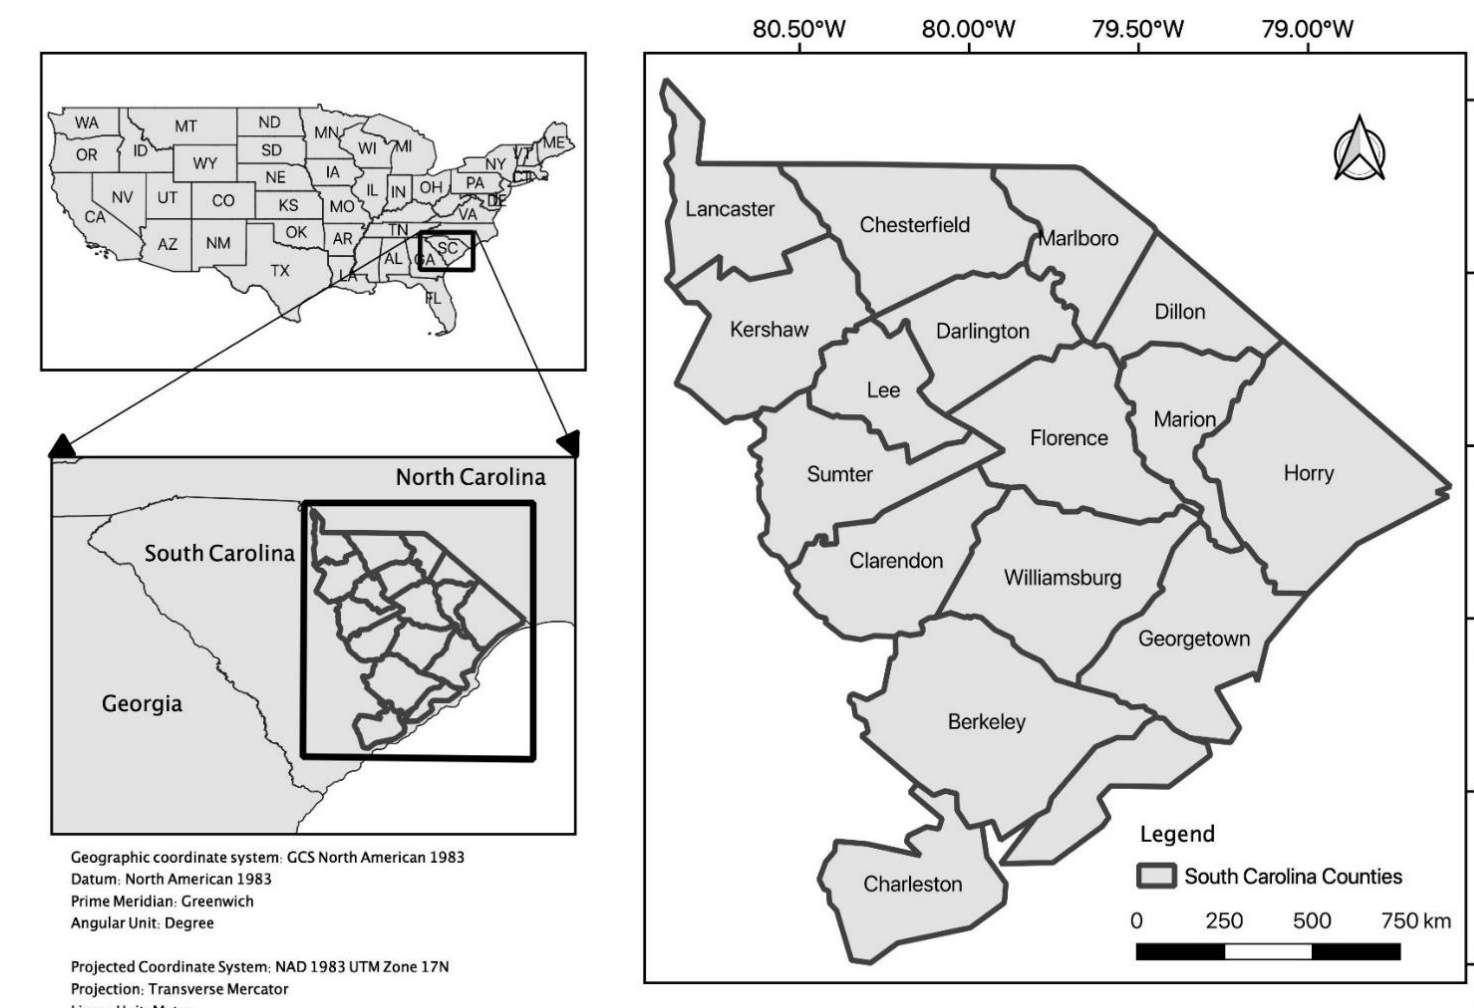 80.50°W 80.00°W 79.50°W 79.00°W
WA MT ND MN WI MI VT ME
OR ID WY SD IA NY
NV UT CO NE IL IN OH PA CT
CA KS MO VA DE
AZ NM OK AR TN SC
TX LA AL GA
FL
North Carolina
South Carolina
Georgia
Lancaster
Chesterfield
Marlboro
Dillon
Kershaw
Darlington
Lee
Marion
Florence
Sumter
Horry
Clarendon
Williamsburg
Georgetown
Berkeley
Charleston
Legend
South Carolina Counties
0 250 500 750 km
Geographic coordinate system: GCS North American 1983
Datum: North American 1983
Prime Meridian: Greenwich
Angular Unit: Degree
Projected Coordinate System: NAD 1983 UTM Zone 17N
Projection: Transverse Mercator